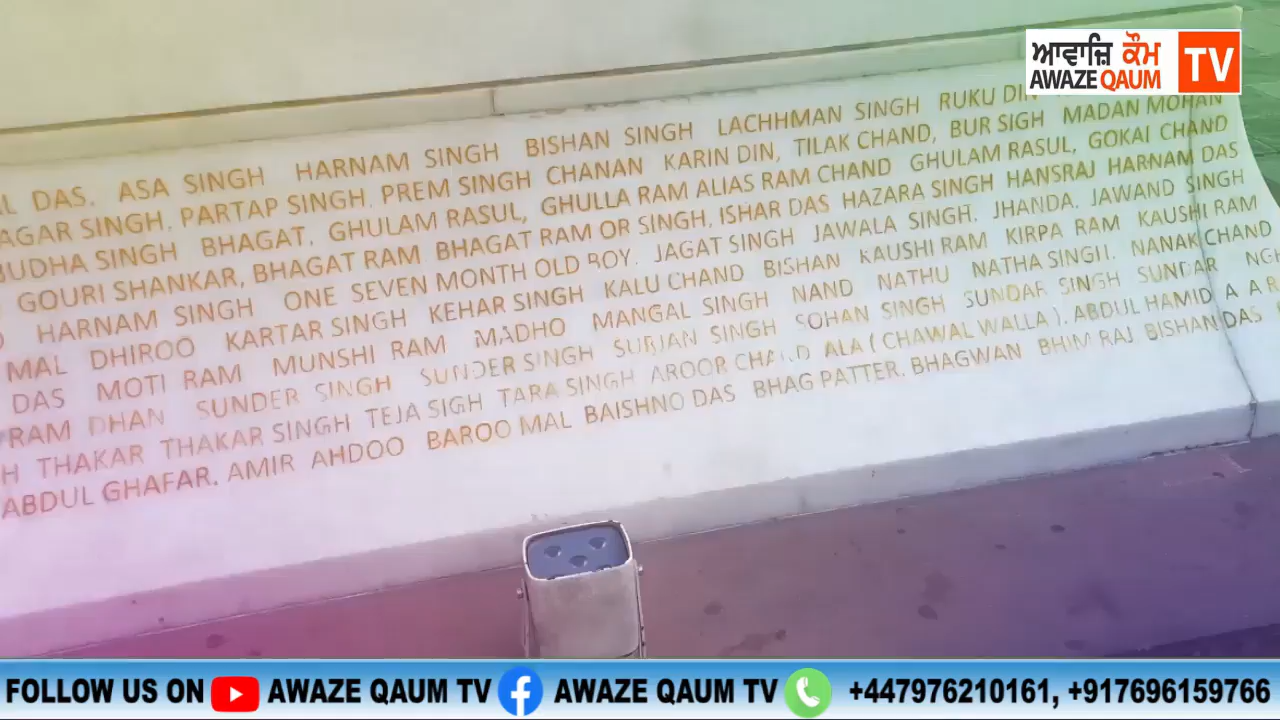 ਆਵਾਜ਼ਿ ਕੌਮ
AWAZE QAUM TV
DAS. ASA SINGH HARNAM SINGH BISHAN SINGH LACHHMAN SINGH RUKU DIN
AGAR SINGH. PARTAP SINGH. PREM SINGH CHANAN KARIN DIN, TILAK CHAND, BUR SIGH MADAN MOHAN
BUDHA SINGH BHAGAT. GHULAM RASUL, GHULLA RAM ALIAS RAM CHAND GHULAM RASUL, GOKAI CHAND
GOURI SHANKAR, BHAGAT RAM BHAGAT RAM OR SINGH, ISHAR DAS HAZARA SINGH HANSRAJ HARNAM DAS
HARNAM SINGH ONE SEVEN MONTH OLD BOY. JAGAT SINGH JAWALA SINGH. JHANDA. JAWAND SINGH
MAL DHIROO KARTAR SINGH KEHAR SINGH KALU CHAND BISHAN KAUSHI RAM KIRPA RAM KAUSHI RAM
DAS MOTI RAM MUNSHI RAM MADHO MANGAL SINGH NAND NATHU NATHA SINGH. NANAK CHAND
RAM DHAN SUNDER SINGH SUNDER SINGH SURJAN SINGH SOHAN SINGH SUNDAR SINGH SUNDAR
H THAKAR THAKAR SINGH TEJA SIGH TARA SINGH AROOR CHAND ALA ( CHAWAL WALLA ). ABDUL HAMID
ABDUL GHAFAR. AMIR AHDOO BAROO MAL BAISHNO DAS BHAG PATTER. BHAGWAN BHIM RAJ BISHAN DAS
FOLLOW US ON AWAZE QAUM TV AWAZE QAUM TV +447976210161, +917696159766